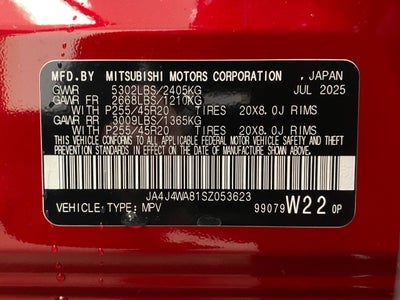 MFD.BY MITSUBISHI MOTORS CORPORATION , JAPAN
GVWR 5302LBS/2405KG JUL 2025
GAWR FR 2668LBS/1210KG
WITH P255/45R20 TIRES 20X8.0J RIMS
GAWR RR 3009LBS/1365KG
WITH P255/45R20 TIRES 20X8.0J RIMS
THIS VEHICLE CONFORMS TO ALL APPLICABLE FEDERAL
MOTOR VEHICLE SAFETY AND THEFT PREVENTION
STANDARDS IN EFFECT ON THE DATE OF MANUFACTURE
SHOWN ABOVE.
JA4J4WA81SZ053623
VEHICLE TYPE: MPV 99079 W22 0P